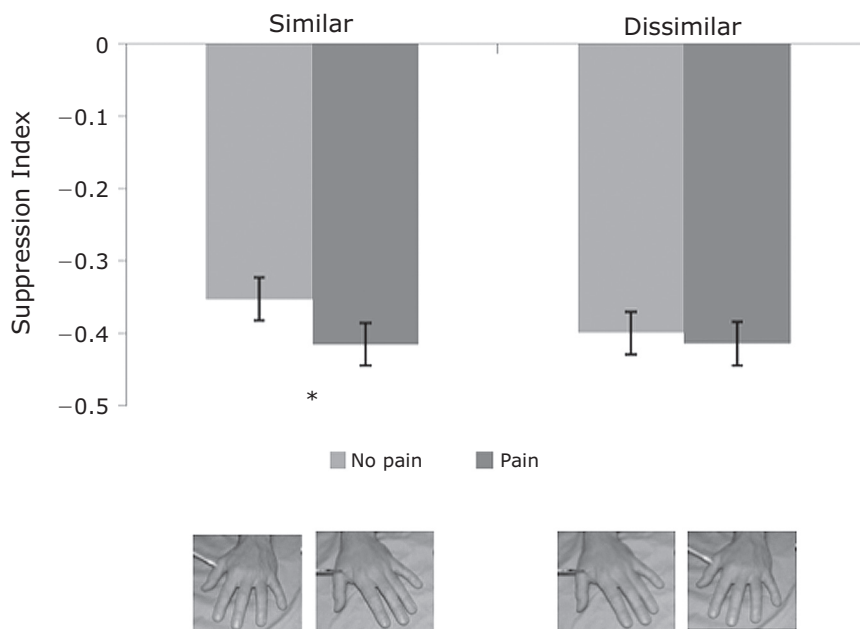 Similar
Dissimilar
Suppression Index
0
−0.1
−0.2
−0.3
−0.4
−0.5
*
No pain
Pain